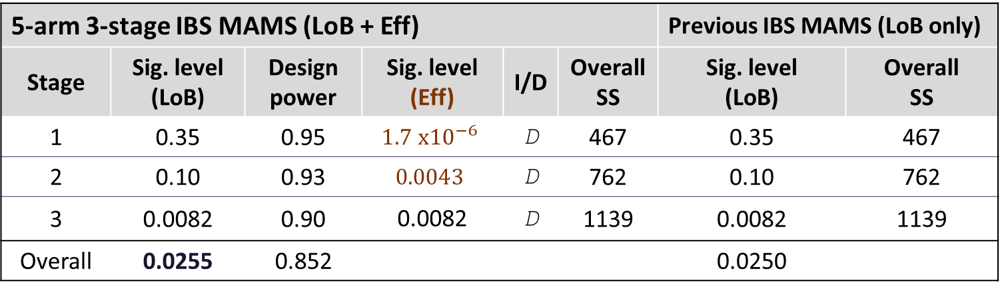 5-arm 3-stage IBS MAMS (LoB + Eff) Previous IBS MAMS (LoB only)
Stage Sig. level (LoB) Design power Sig. level (Eff) I/D Overall SS Sig. level (LoB) Overall SS
1 0.35 0.95 1.7 x10⁻⁶ D 467 0.35 467
2 0.10 0.93 0.0043 D 762 0.10 762
3 0.0082 0.90 0.0082 D 1139 0.0082 1139
Overall 0.0255 0.852 0.0250